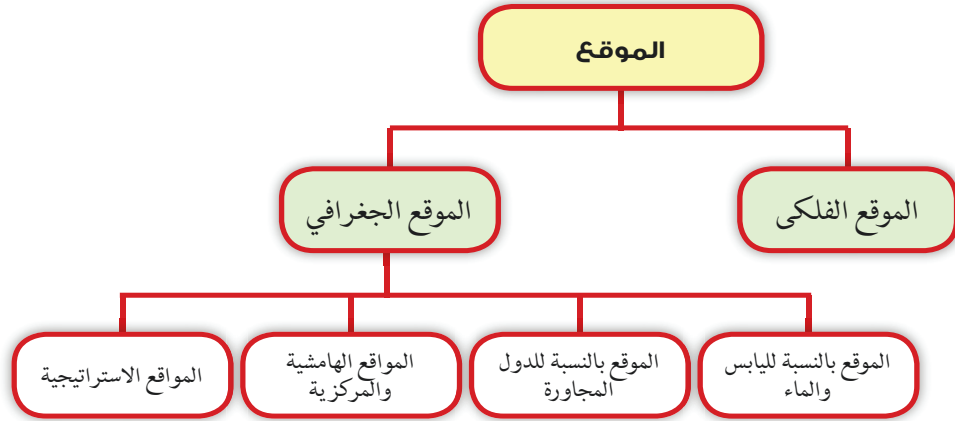 الموقع
الموقع الفلكى
الموقع الجغرافي
الموقع بالنسبة لليابس
والماء
الموقع بالنسبة للدول
المجاورة
المواقع الهامشية
والمركزية
المواقع الاستراتيجية